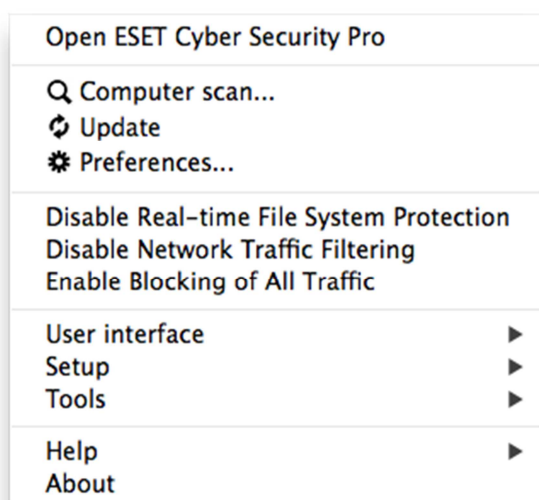 Open ESET Cyber Security Pro
Computer scan...
Update
Preferences...
Disable Real-time File System Protection
Disable Network Traffic Filtering
Enable Blocking of All Traffic
User interface
Setup
Tools
Help
About